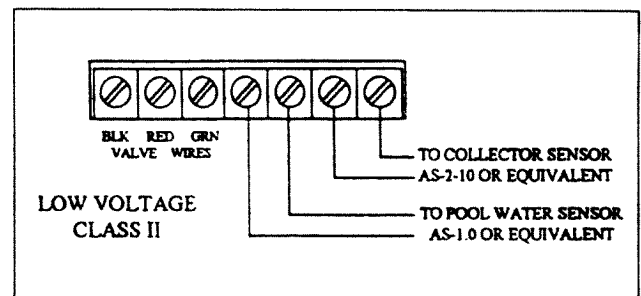 BLK RED GRN
VALVE WIRES
TO COLLECTOR SENSOR
AS-2-10 OR EQUIVALENT
LOW VOLTAGE
CLASS II
TO POOL WATER SENSOR
AS-1.0 OR EQUIVALENT